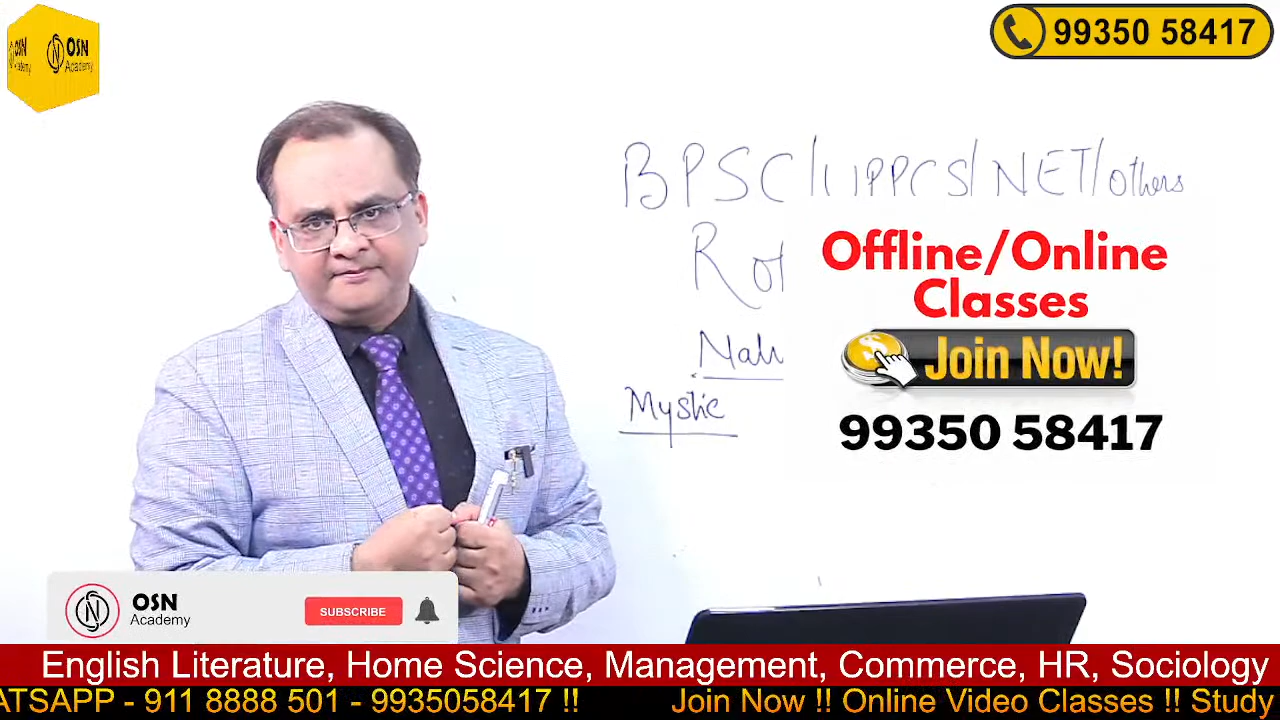 OSN
Academy
OSN
Academy
99350 58417
BPSC/UPPCS/NET/others
R of
Offline/Online
Classes
Join Now!
Mystic
99350 58417
OSN
Academy
SUBSCRIBE
English Literature, Home Science, Management, Commerce, HR, Sociology
ATSAPP - 911 8888 501 - 9935058417 !! Join Now !! Online Video Classes !! Study